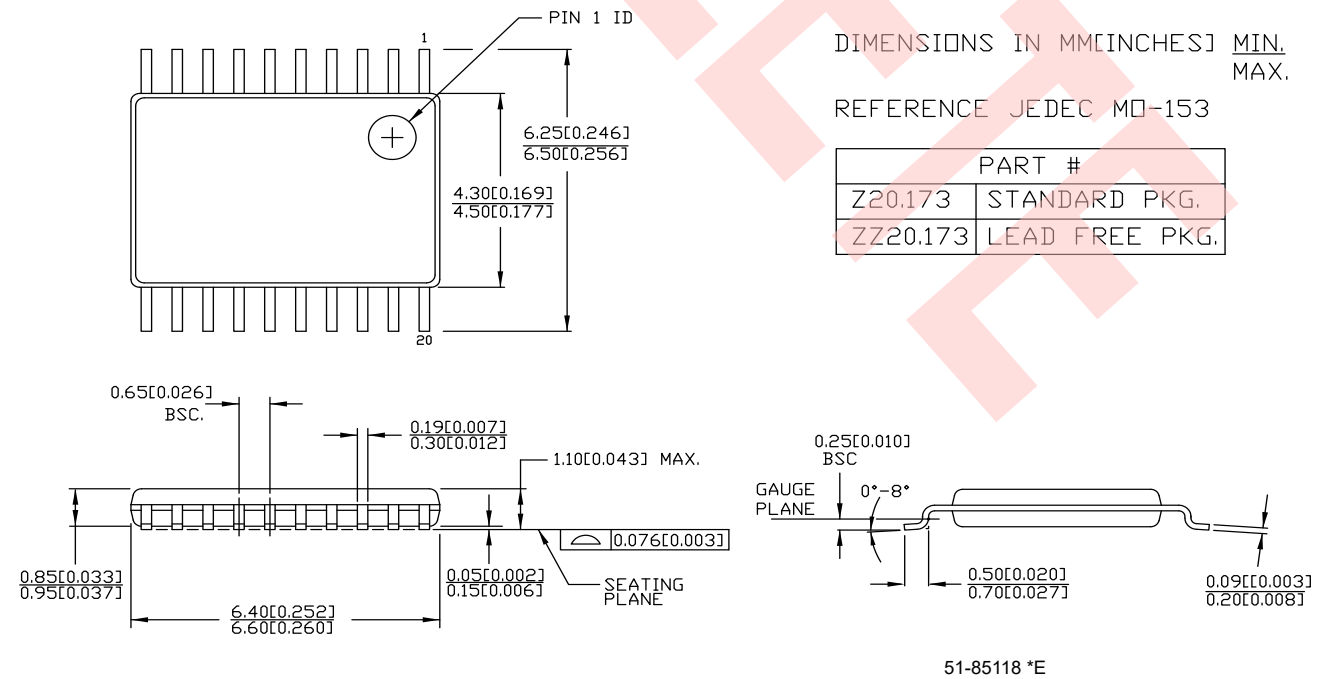 PIN 1 ID
1
DIMENSIONS IN MM[INCHES] MIN.
MAX.
REFERENCE JEDEC MO-153
6.25[0.246]
6.50[0.256]
4.30[0.169]
4.50[0.177]
PART #
Z20.173 STANDARD PKG.
ZZ20.173 LEAD FREE PKG.
20
0.65[0.026]
BSC.
0.19[0.007]
0.30[0.012]
1.10[0.043] MAX.
0.25[0.010]
BSC
GAUGE
PLANE
0°-8°
0.076[0.003]
0.85[0.033]
0.95[0.037]
0.05[0.002]
0.15[0.006]
SEATING
PLANE
6.40[0.252]
6.60[0.260]
0.50[0.020]
0.70[0.027]
0.09[[0.003]
0.20[0.008]
51-85118 *E